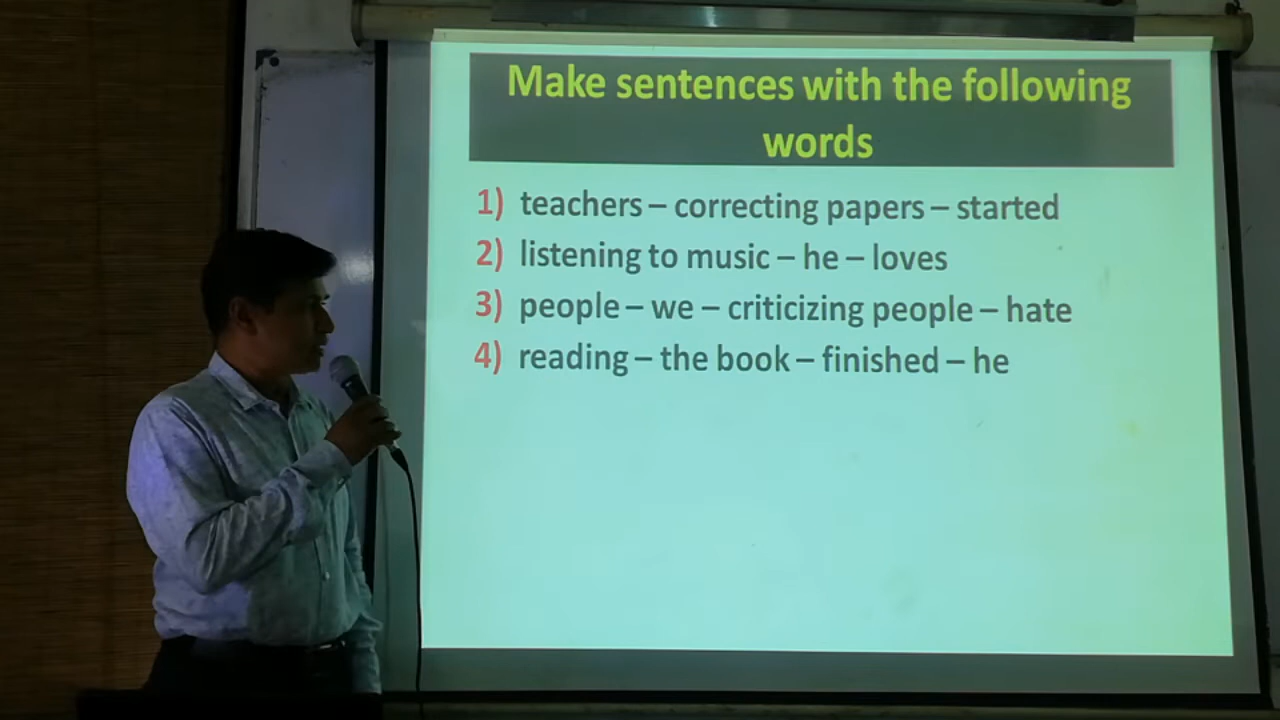 Make sentences with the following
words
1) teachers – correcting papers – started
2) listening to music – he – loves
3) people – we – criticizing people – hate
4) reading – the book – finished – he